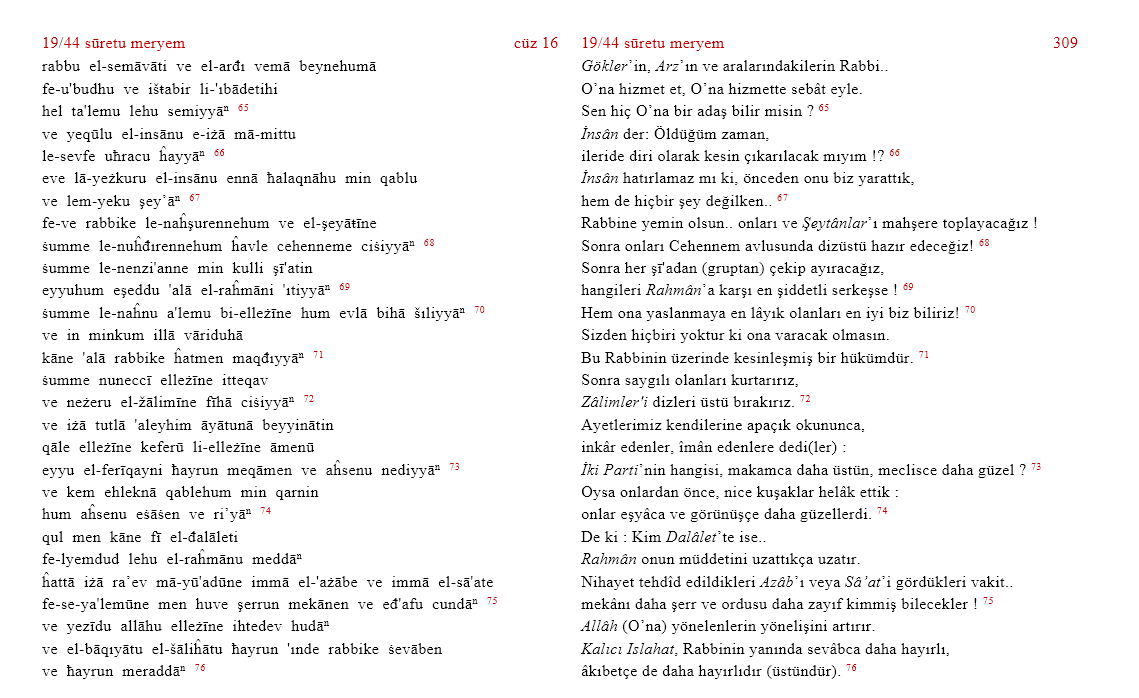 19/44 sūretu meryem cüz 16
rabbu el-semāvāti ve el-arđı vemā beynehumā
fe-u'budhu ve išŧabir li-'ıbādetihi
hel ta'lemu lehu semiyyāⁿ 65
ve yeqūlu el-insānu e-iżā mā-mittu
le-sevfe uħracu ĥayyāⁿ 66
eve lā-yeżkuru el-insānu ennā ħalaqnāhu min qablu
ve lem-yeku şey’āⁿ 67
fe-ve rabbike le-naĥşurennehum ve el-şeyāŧīne
ŝumme le-nuĥđırennehum ĥavle cehenneme ciŝiyyāⁿ 68
ŝumme le-nenzi'anne min kulli şī'atin
eyyuhum eşeddu 'alā el-raĥmāni 'ıtiyyāⁿ 69
ŝumme le-naĥnu a'lemu bi-elleżīne hum evlā bihā šıliyyāⁿ 70
ve in minkum illā vāriduhā
kāne 'alā rabbike ĥatmen maqđıyyāⁿ 71
ŝumme nuneccī elleżīne itteqav
ve neżeru el-žālimīne fīhā ciŝiyyāⁿ 72
ve iżā tutlā 'aleyhim āyātunā beyyinātin
qāle elleżīne keferū li-elleżīne āmenū
eyyu el-ferīqayni ħayrun meqāmen ve aĥsenu nediyyāⁿ 73
ve kem ehleknā qablehum min qarnin
hum aĥsenu eŝāŝen ve ri’yāⁿ 74
qul men kāne fī el-đalāleti
fe-lyemdud lehu el-raĥmānu meddāⁿ
ĥattā iżā ra’ev mā-yū'adūne immā el-'ażābe ve immā el-sā'ate
fe-se-ya'lemūne men huve şerrun mekānen ve eđ'afu cundāⁿ 75
ve yezīdu allāhu elleżīne ihtedev hudāⁿ
ve el-bāqıyātu el-šāliĥātu ħayrun 'ınde rabbike ŝevāben
ve ħayrun meraddāⁿ 76
19/44 sūretu meryem 309
Gökler’in, Arz’ın ve aralarındakilerin Rabbi..
O’na hizmet et, O’na hizmette sebât eyle.
Sen hiç O’na bir adaş bilir misin ? 65
İnsân der: Öldüğüm zaman,
ileride diri olarak kesin çıkarılacak mıyım !? 66
İnsân hatırlamaz mı ki, önceden onu biz yarattık,
hem de hiçbir şey değilken.. 67
Rabbine yemin olsun.. onları ve Şeytânlar’ı mahşere toplayacağız !
Sonra onları Cehennem avlusunda dizüstü hazır edeceğiz! 68
Sonra her şī'adan (gruptan) çekip ayıracağız,
hangileri Rahmân’a karşı en şiddetli serkeşse ! 69
Hem ona yaslanmaya en lâyık olanları en iyi biz biliriz! 70
Sizden hiçbiri yoktur ki ona varacak olmasın.
Bu Rabbinin üzerinde kesinleşmiş bir hükümdür. 71
Sonra saygılı olanları kurtarırız,
Zâlimler'i dizleri üstü bırakırız. 72
Ayetlerimiz kendilerine apaçık okununca,
inkâr edenler, îmân edenlere dedi(ler) :
İki Parti’nin hangisi, makamca daha üstün, meclisce daha güzel ? 73
Oysa onlardan önce, nice kuşaklar helâk ettik :
onlar eşyâca ve görünüşçe daha güzellerdi. 74
De ki : Kim Dalâlet’te ise..
Rahmân onun müddetini uzattıkça uzatır.
Nihayet tehdîd edildikleri Azâb’ı veya Sâ’at’i gördükleri vakit..
mekânı daha şerr ve ordusu daha zayıf kimmiş bilecekler ! 75
Allâh (O’na) yönelenlerin yönelişini artırır.
Kalıcı Islahat, Rabbinin yanında sevâbca daha hayırlı,
âkıbetçe de daha hayırlıdır (üstündür). 76